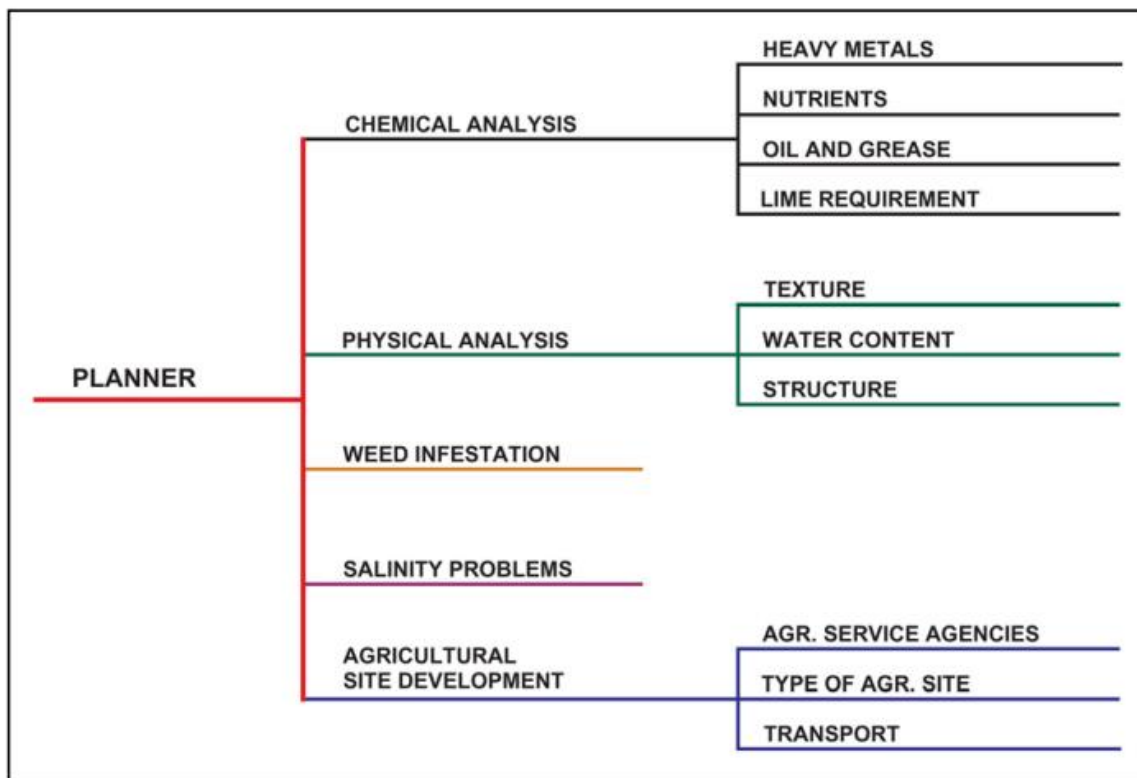 PLANNER
CHEMICAL ANALYSIS
HEAVY METALS
NUTRIENTS
OIL AND GREASE
LIME REQUIREMENT
PHYSICAL ANALYSIS
TEXTURE
WATER CONTENT
STRUCTURE
WEED INFESTATION
SALINITY PROBLEMS
AGRICULTURAL
SITE DEVELOPMENT
AGR. SERVICE AGENCIES
TYPE OF AGR. SITE
TRANSPORT